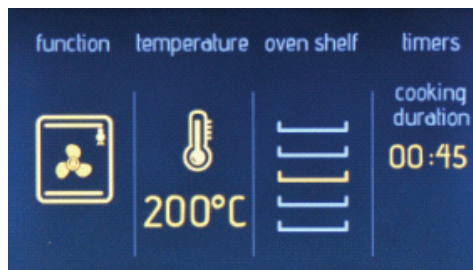 function temperature oven shelf timers
cooking
duration
00:45
200°C